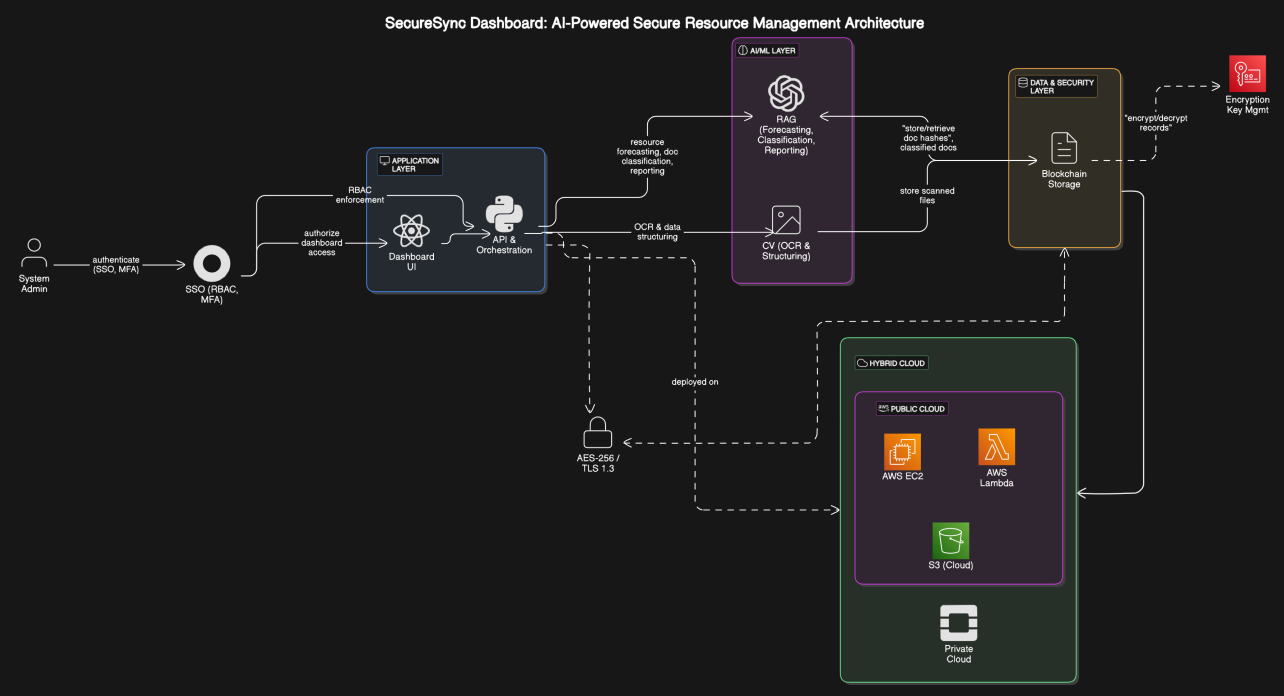 SecureSync Dashboard: AI-Powered Secure Resource Management Architecture
System
Admin
authenticate
(SSO, MFA)
SSO (RBAC,
MFA)
RBAC
enforcement
authorize
dashboard
access
APPLICATION
LAYER
Dashboard
UI
API &
Orchestration
resource
forecasting, doc
classification,
reporting
OCR & data
structuring
AI/ML LAYER
RAG
(Forecasting,
Classification,
Reporting)
CV (OCR &
Structuring)
"store/retrieve
doc hashes",
classified docs
store scanned
files
DATA & SECURITY
LAYER
Blockchain
Storage
"encrypt/decrypt
records"
Encryption
Key Mgmt
deployed on
AES-256 /
TLS 1.3
HYBRID CLOUD
aws
PUBLIC CLOUD
AWS EC2
AWS
Lambda
S3 (Cloud)
Private
Cloud